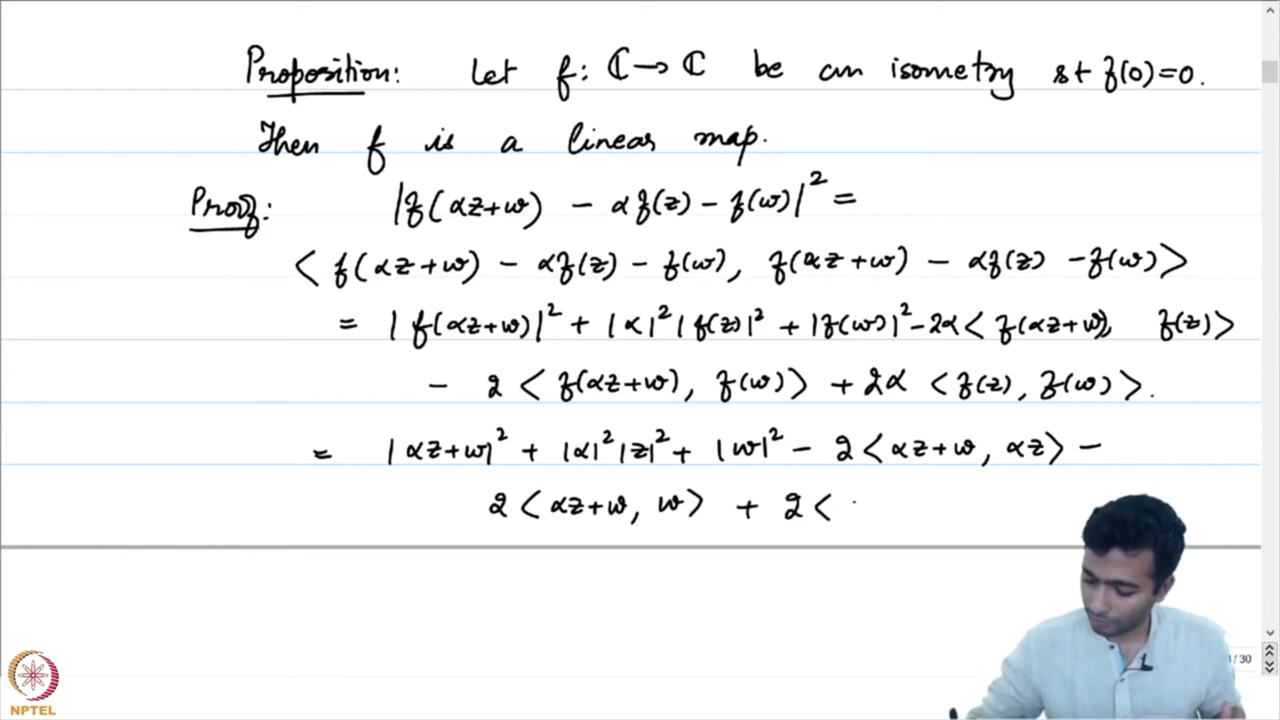 Proposition: Let f: ℂ→ℂ be an isometry st f(0)=0.
Then f is a linear map.
Proof: |f(αz+w) − αf(z) − f(w)|² =
< f(αz+w) − αf(z) − f(w), f(αz+w) − αf(z) − f(w)>
= |f(αz+w)|² + |α|²|f(z)|² + |f(w)|² − 2α< f(αz+w), f(z)>
− 2 < f(αz+w), f(w)> + 2α < f(z), f(w) >.
= |αz+w|² + |α|²|z|² + |w|² − 2 <αz+w, αz> −
2 <αz+w, w> + 2 <
/ 30
NPTEL